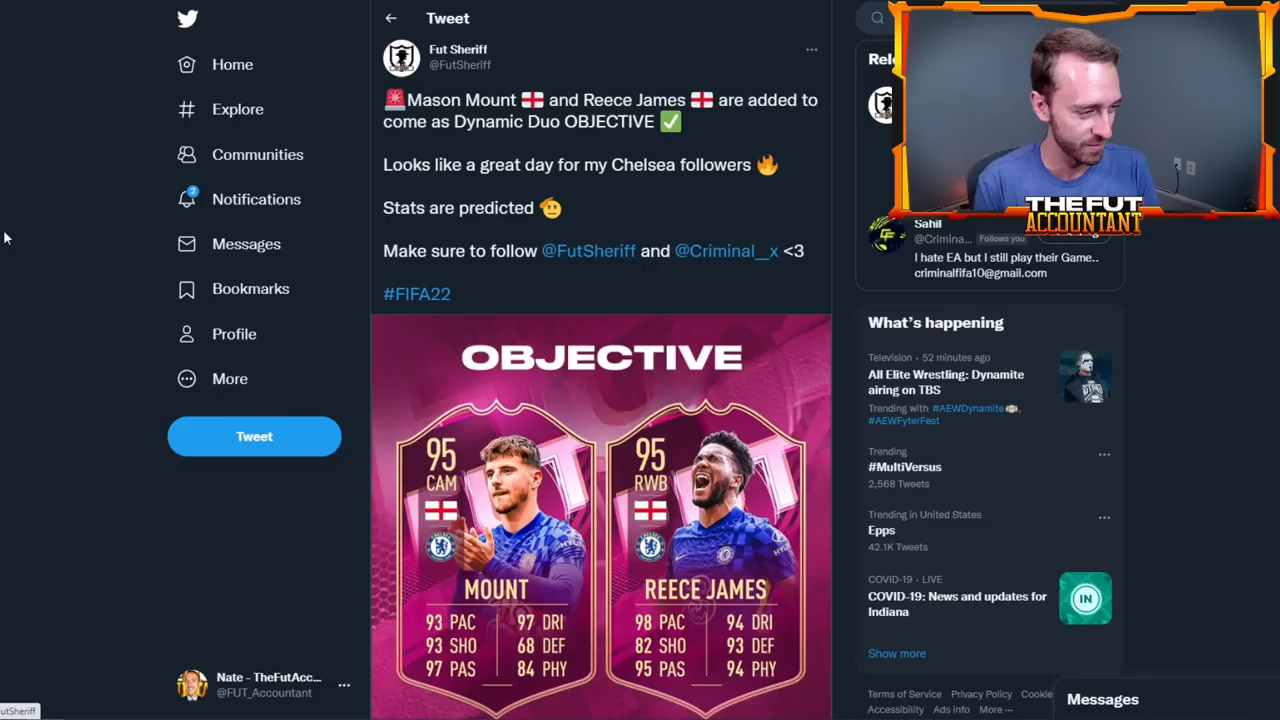 Home
Explore
Communities
2
Notifications
Messages
Bookmarks
Profile
More
Tweet
Nate - TheFutAcc...
@FUT_Accountant
utSheriff
Tweet
Fut Sheriff
@FutSheriff
🚨Mason Mount 🏴󠁧󠁢󠁥󠁮󠁧󠁿 and Reece James 🏴󠁧󠁢󠁥󠁮󠁧󠁿 are added to
come as Dynamic Duo OBJECTIVE ✅
Looks like a great day for my Chelsea followers 🔥
Stats are predicted 🫡
Make sure to follow @FutSheriff and @Criminal__x <3
#FIFA22
OBJECTIVE
95
CAM
MOUNT
93 PAC 97 DRI
93 SHO 68 DEF
97 PAS 84 PHY
95
RWB
REECE JAMES
98 PAC 94 DRI
82 SHO 93 DEF
95 PAS 94 PHY
Rel
THE FUT
ACCOUNTANT
Sahil
@Crimina... Follows you
I hate EA but I still play their Game..
criminalfifa10@gmail.com
What's happening
Television · 52 minutes ago
All Elite Wrestling: Dynamite
airing on TBS
Trending with #AEWDynamite,
#AEWFyterFest
Trending
#MultiVersus
2,568 Tweets
Trending in United States
Epps
42.1K Tweets
COVID-19 · LIVE
COVID-19: News and updates for
Indiana
IN
Show more
Terms of Service Privacy Policy Cookie
Accessibility Ads info More ···
Messages